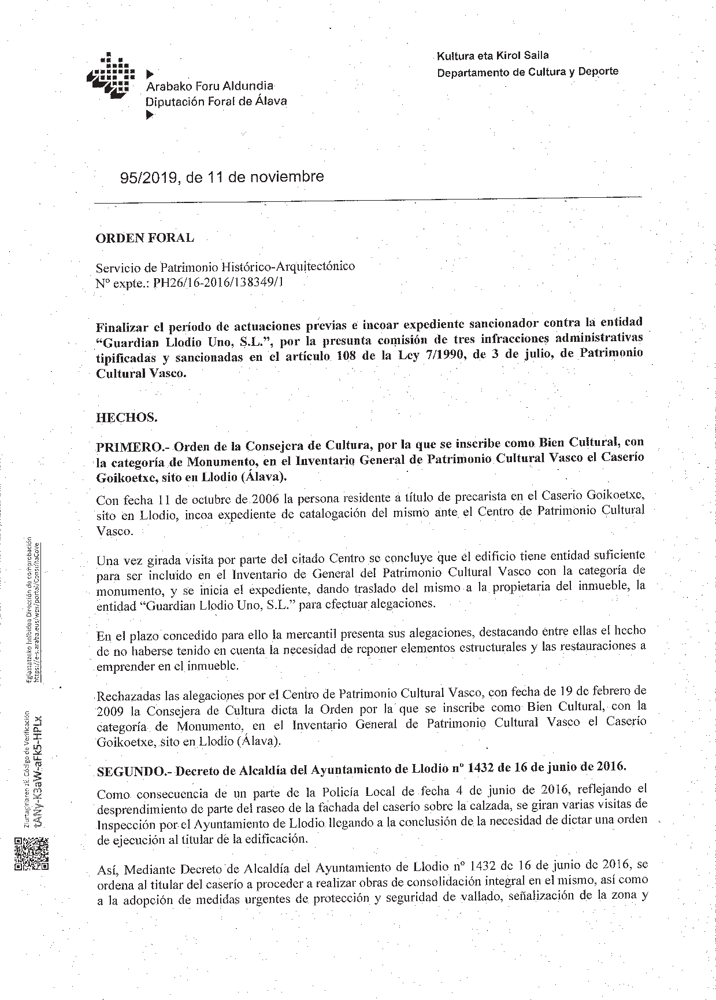 Kultura eta Kirol Saila
Departamento de Cultura y Deporte
Arabako Foru Aldundia
Diputación Foral de Álava
95/2019, de 11 de noviembre
ORDEN FORAL
Servicio de Patrimonio Histórico-Arquitectónico
Nº expte.: PH26/16-2016/138349/1
Finalizar el período de actuaciones previas e incoar expediente sancionador contra la entidad
“Guardian Llodio Uno, S.L.”, por la presunta comisión de tres infracciones administrativas
tipificadas y sancionadas en el artículo 108 de la Ley 7/1990, de 3 de julio, de Patrimonio
Cultural Vasco.
HECHOS.
PRIMERO.- Orden de la Consejera de Cultura, por la que se inscribe como Bien Cultural, con
la categoría de Monumento, en el Inventario General de Patrimonio Cultural Vasco el Caserío
Goikoetxe, sito en Llodio (Álava).
Con fecha 11 de octubre de 2006 la persona residente a título de precarista en el Caserío Goikoetxe,
sito en Llodio, incoa expediente de catalogación del mismo ante el Centro de Patrimonio Cultural
Vasco.
Una vez girada visita por parte del citado Centro se concluye que el edificio tiene entidad suficiente
para ser incluido en el Inventario de General del Patrimonio Cultural Vasco con la categoría de
monumento, y se inicia el expediente, dando traslado del mismo a la propietaria del inmueble, la
entidad “Guardian Llodio Uno, S.L.” para efectuar alegaciones.
En el plazo concedido para ello la mercantil presenta sus alegaciones, destacando entre ellas el hecho
de no haberse tenido en cuenta la necesidad de reponer elementos estructurales y las restauraciones a
emprender en el inmueble.
Rechazadas las alegaciones por el Centro de Patrimonio Cultural Vasco, con fecha de 19 de febrero de
2009 la Consejera de Cultura dicta la Orden por la que se inscribe como Bien Cultural, con la
categoría de Monumento, en el Inventario General de Patrimonio Cultural Vasco el Caserío
Goikoetxe, sito en Llodio (Álava).
SEGUNDO.- Decreto de Alcaldía del Ayuntamiento de Llodio nº 1432 de 16 de junio de 2016.
Como consecuencia de un parte de la Policía Local de fecha 4 de junio de 2016, reflejando el
desprendimiento de parte del raseo de la fachada del caserío sobre la calzada, se giran varias visitas de
Inspección por el Ayuntamiento de Llodio llegando a la conclusión de la necesidad de dictar una orden
de ejecución al titular de la edificación.
Así, Mediante Decreto de Alcaldía del Ayuntamiento de Llodio nº 1432 de 16 de junio de 2016, se
ordena al titular del caserío a proceder a realizar obras de consolidación integral en el mismo, así como
a la adopción de medidas urgentes de protección y seguridad de vallado, señalización de la zona y
Egiaztatzako helbidea Dirección de comprobación
https://e-s.araba.eus/wps/portal/ConsultaCove
Ziurtagiriaren zk. Código de Verificación
tANy-K3aW-aFk5-HPLx